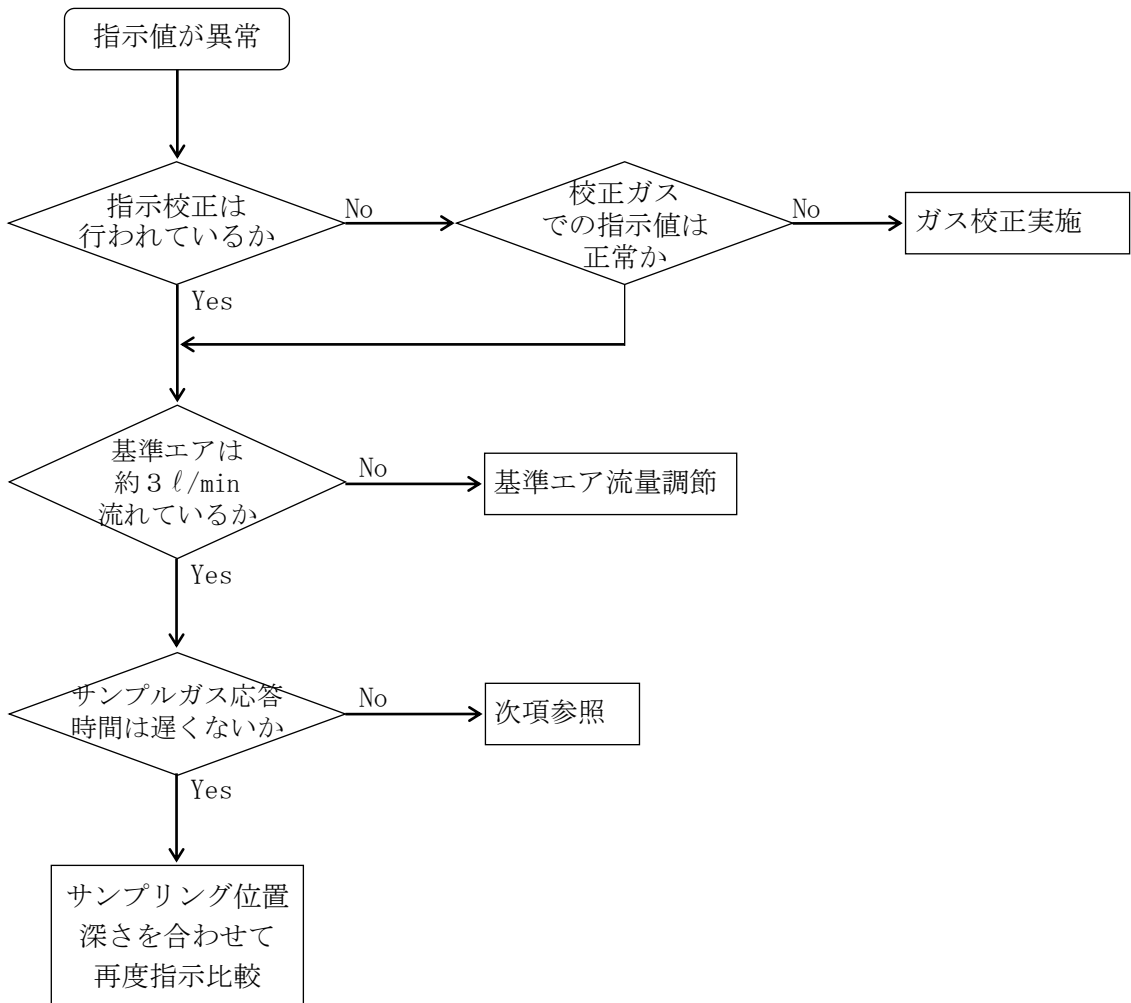 指示値が異常
指示校正は
行われているか
No
校正ガス
での指示値は
正常か
No
ガス校正実施
Yes
基準エアは
約３ℓ/min
流れているか
No
基準エア流量調節
Yes
サンプルガス応答
時間は遅くないか
No
次項参照
Yes
サンプリング位置
深さを合わせて
再度指示比較